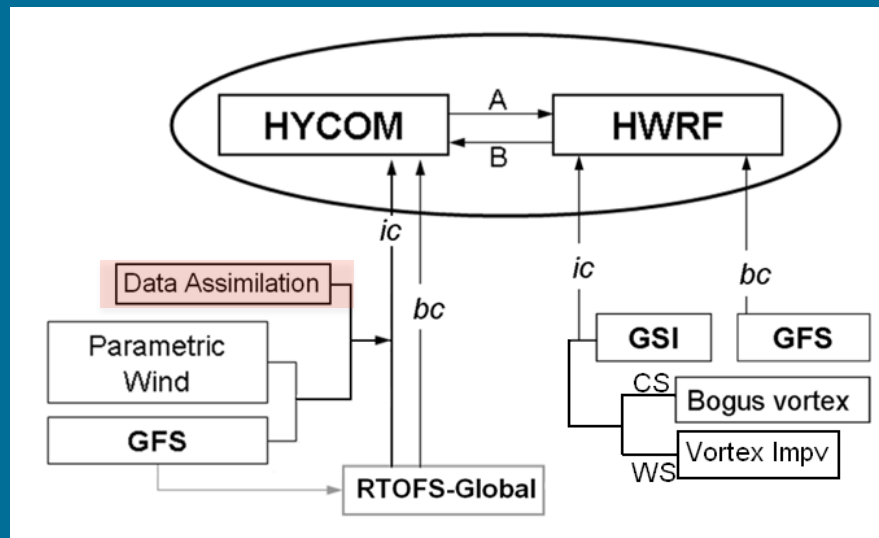 A
HYCOM
HWRF
B
ic
bc
ic
bc
Data Assimilation
Parametric
Wind
GFS
RTOFS-Global
GSI
GFS
CS
Bogus vortex
Vortex Impv
WS